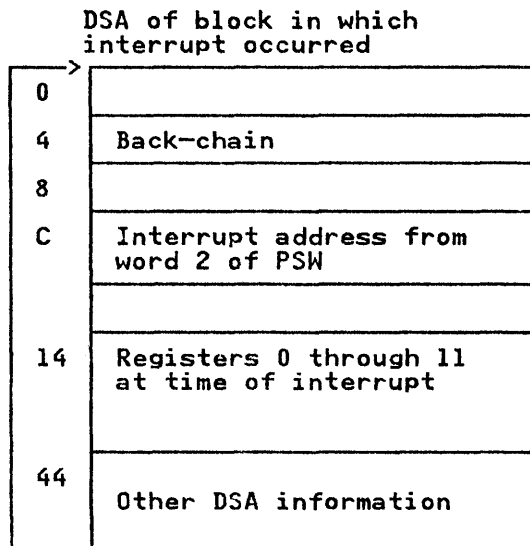 DSA of block in which
interrupt occurred
0
4 Back-chain
8
C Interrupt address from
word 2 of PSW
14 Registers 0 through 11
at time of interrupt
44
Other DSA information